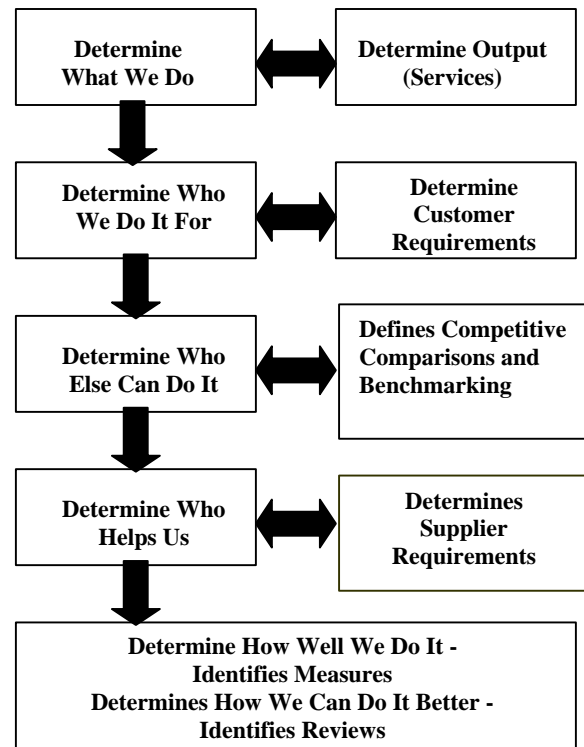 Determine
What We Do
Determine Output
(Services)
Determine Who
We Do It For
Determine
Customer
Requirements
Determine Who
Else Can Do It
Defines Competitive
Comparisons and
Benchmarking
Determine Who
Helps Us
Determines
Supplier
Requirements
Determine How Well We Do It -
Identifies Measures
Determines How We Can Do It Better -
Identifies Reviews